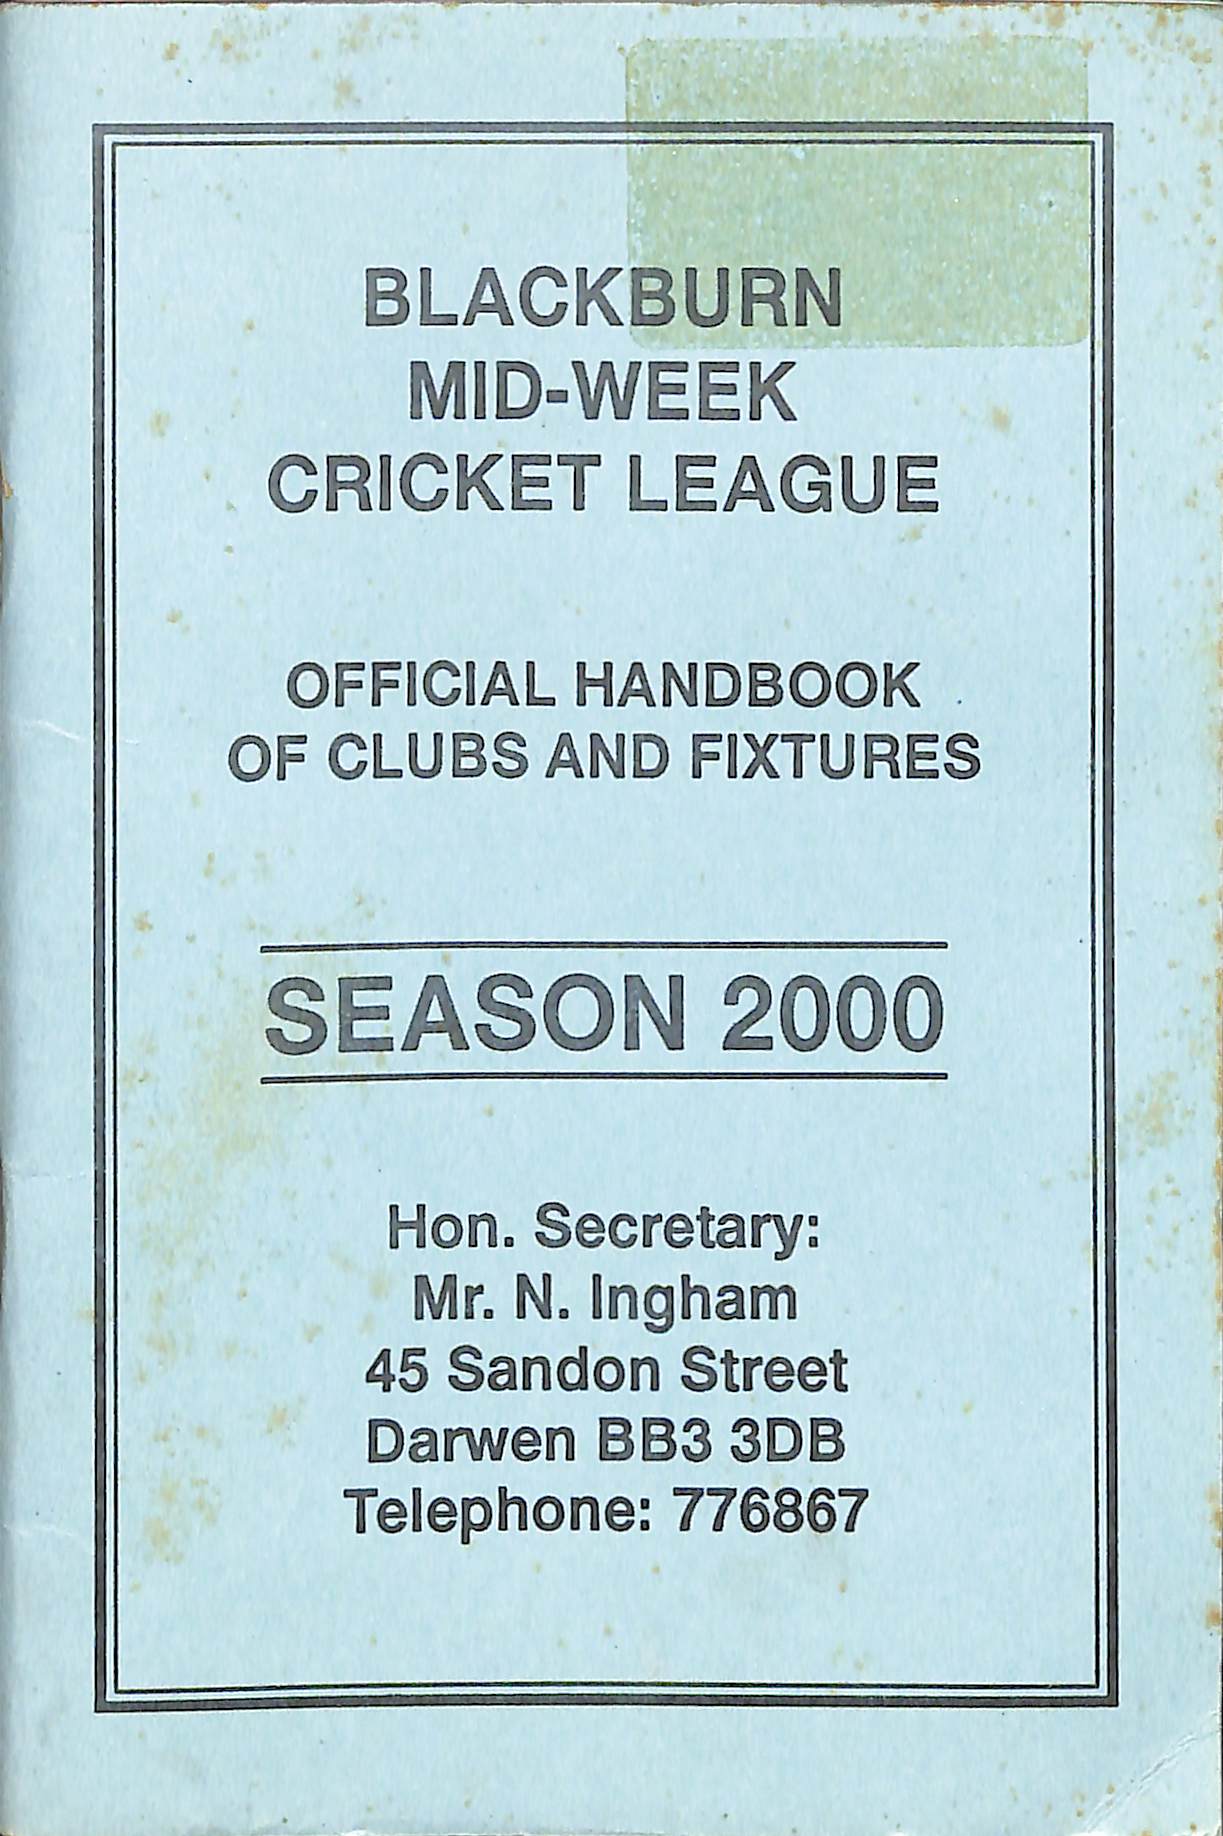 BLACKBURN
MID-WEEK
CRICKET LEAGUE
OFFICIAL HANDBOOK
OF CLUBS AND FIXTURES
SEASON 2000
Hon. Secretary:
Mr. N. Ingham
45 Sandon Street
Darwen BB3 3DB
Telephone: 776867